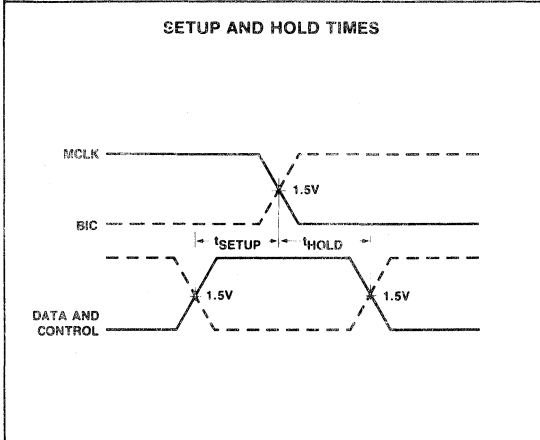 SETUP AND HOLD TIMES
MCLK
1.5V
BIC
tSETUP
tHOLD
1.5V
1.5V
DATA AND
CONTROL